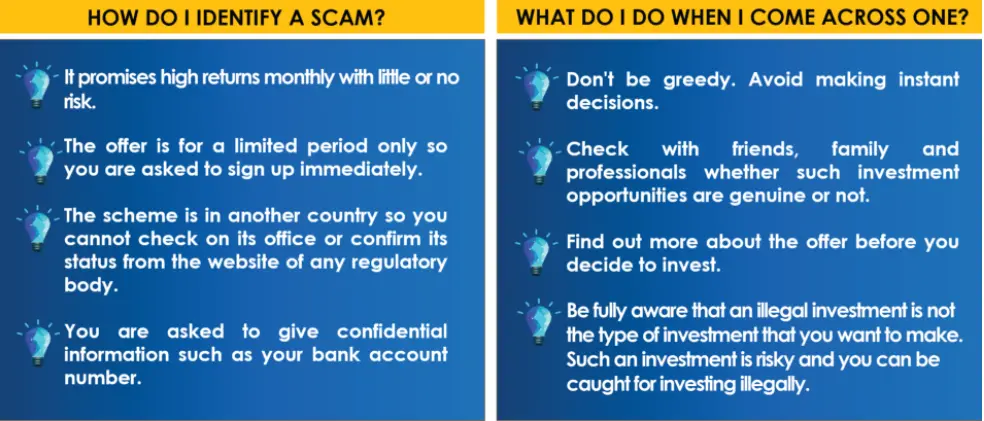 HOW DO I IDENTIFY A SCAM?
It promises high returns monthly with little or no
risk.
The offer is for a limited period only so
you are asked to sign up immediately.
The scheme is in another country so you
cannot check on its office or confirm its
status from the website of any regulatory
body.
You are asked to give confidential
information such as your bank account
number.
WHAT DO I DO WHEN I COME ACROSS ONE?
Don't be greedy. Avoid making instant
decisions.
Check with friends, family and
professionals whether such investment
opportunities are genuine or not.
Find out more about the offer before you
decide to invest.
Be fully aware that an illegal investment is not
the type of investment that you want to make.
Such an investment is risky and you can be
caught for investing illegally.